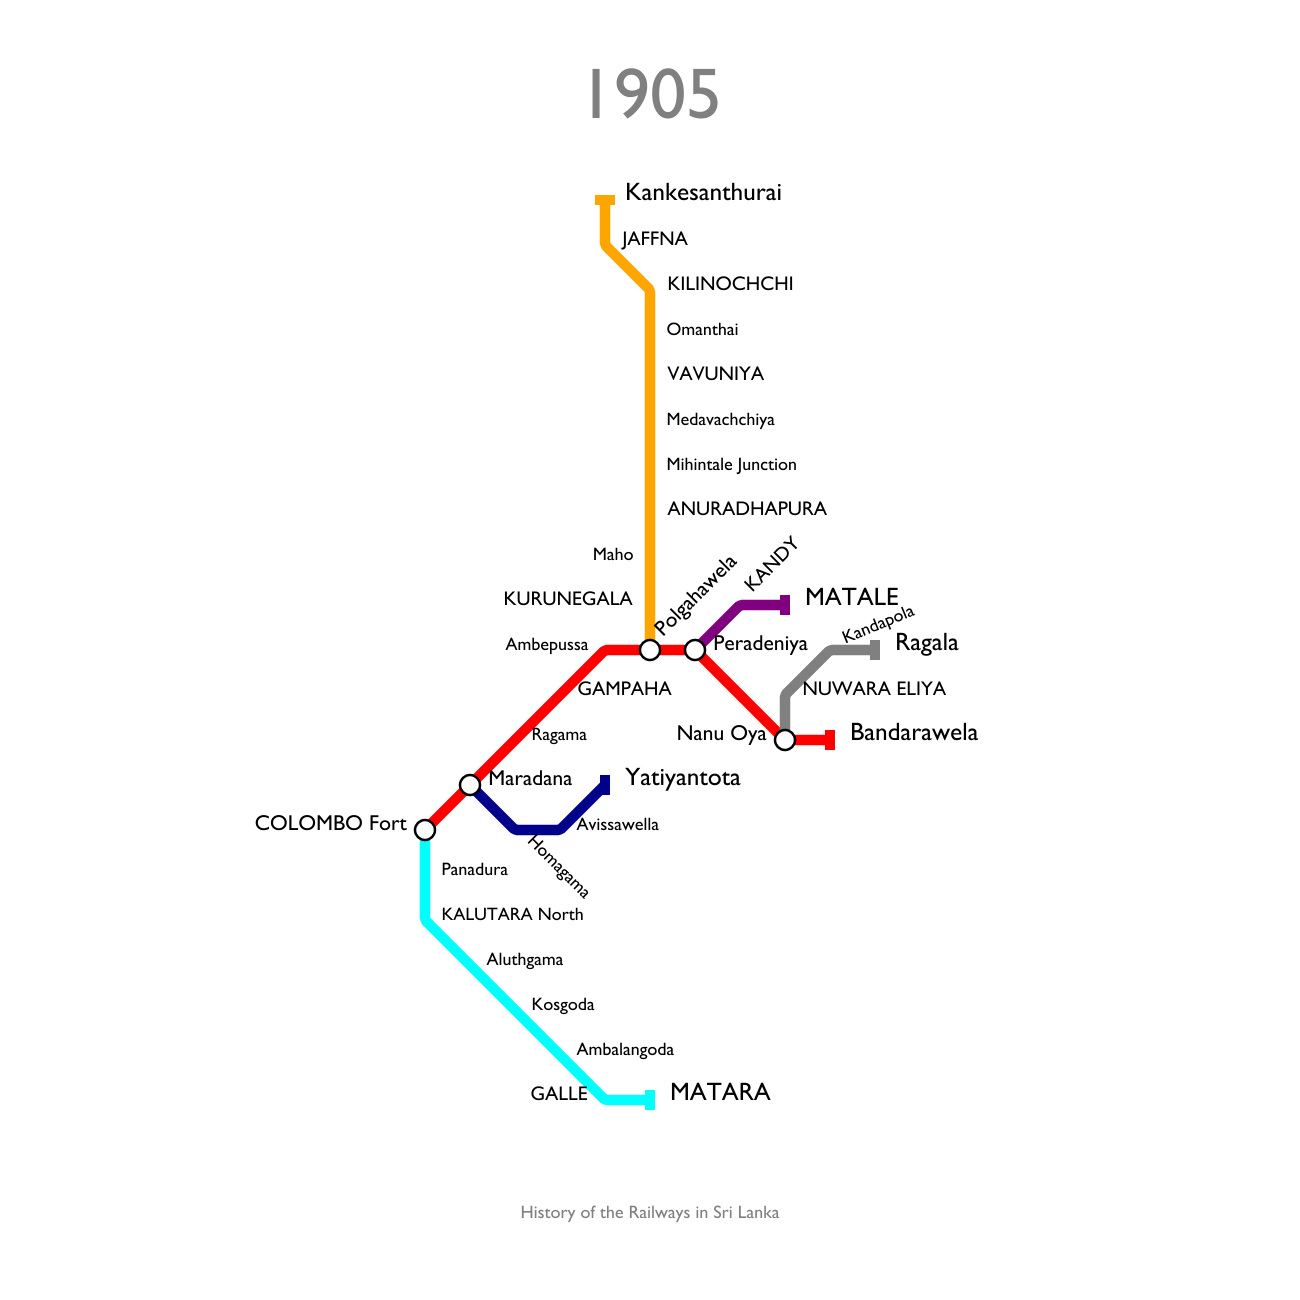 1905
Kankesanthurai
JAFFNA
KILINOCHCHI
Omanthai
VAVUNIYA
Medavachchiya
Mihintale Junction
ANURADHAPURA
Maho
KURUNEGALA
Polgahawela
KANDY
MATALE
Kandapola
Ambepussa
Peradeniya
Ragala
GAMPAHA
NUWARA ELIYA
Ragama
Nanu Oya
Bandarawela
Maradana
Yatiyantota
COLOMBO Fort
Avissawella
Homagama
Panadura
KALUTARA North
Aluthgama
Kosgoda
Ambalangoda
GALLE
MATARA
History of the Railways in Sri Lanka